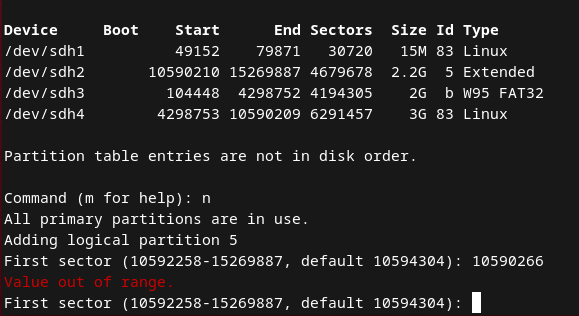 Device     Boot    Start      End Sectors  Size Id Type
/dev/sdh1          49152    79871   30720   15M 83 Linux
/dev/sdh2       10590210 15269887 4679678  2.2G  5 Extended
/dev/sdh3         104448  4298752 4194305    2G  b W95 FAT32
/dev/sdh4        4298753 10590209 6291457    3G 83 Linux
Partition table entries are not in disk order.
Command (m for help): n
All primary partitions are in use.
Adding logical partition 5
First sector (10592258-15269887, default 10594304): 10590266
Value out of range.
First sector (10592258-15269887, default 10594304):